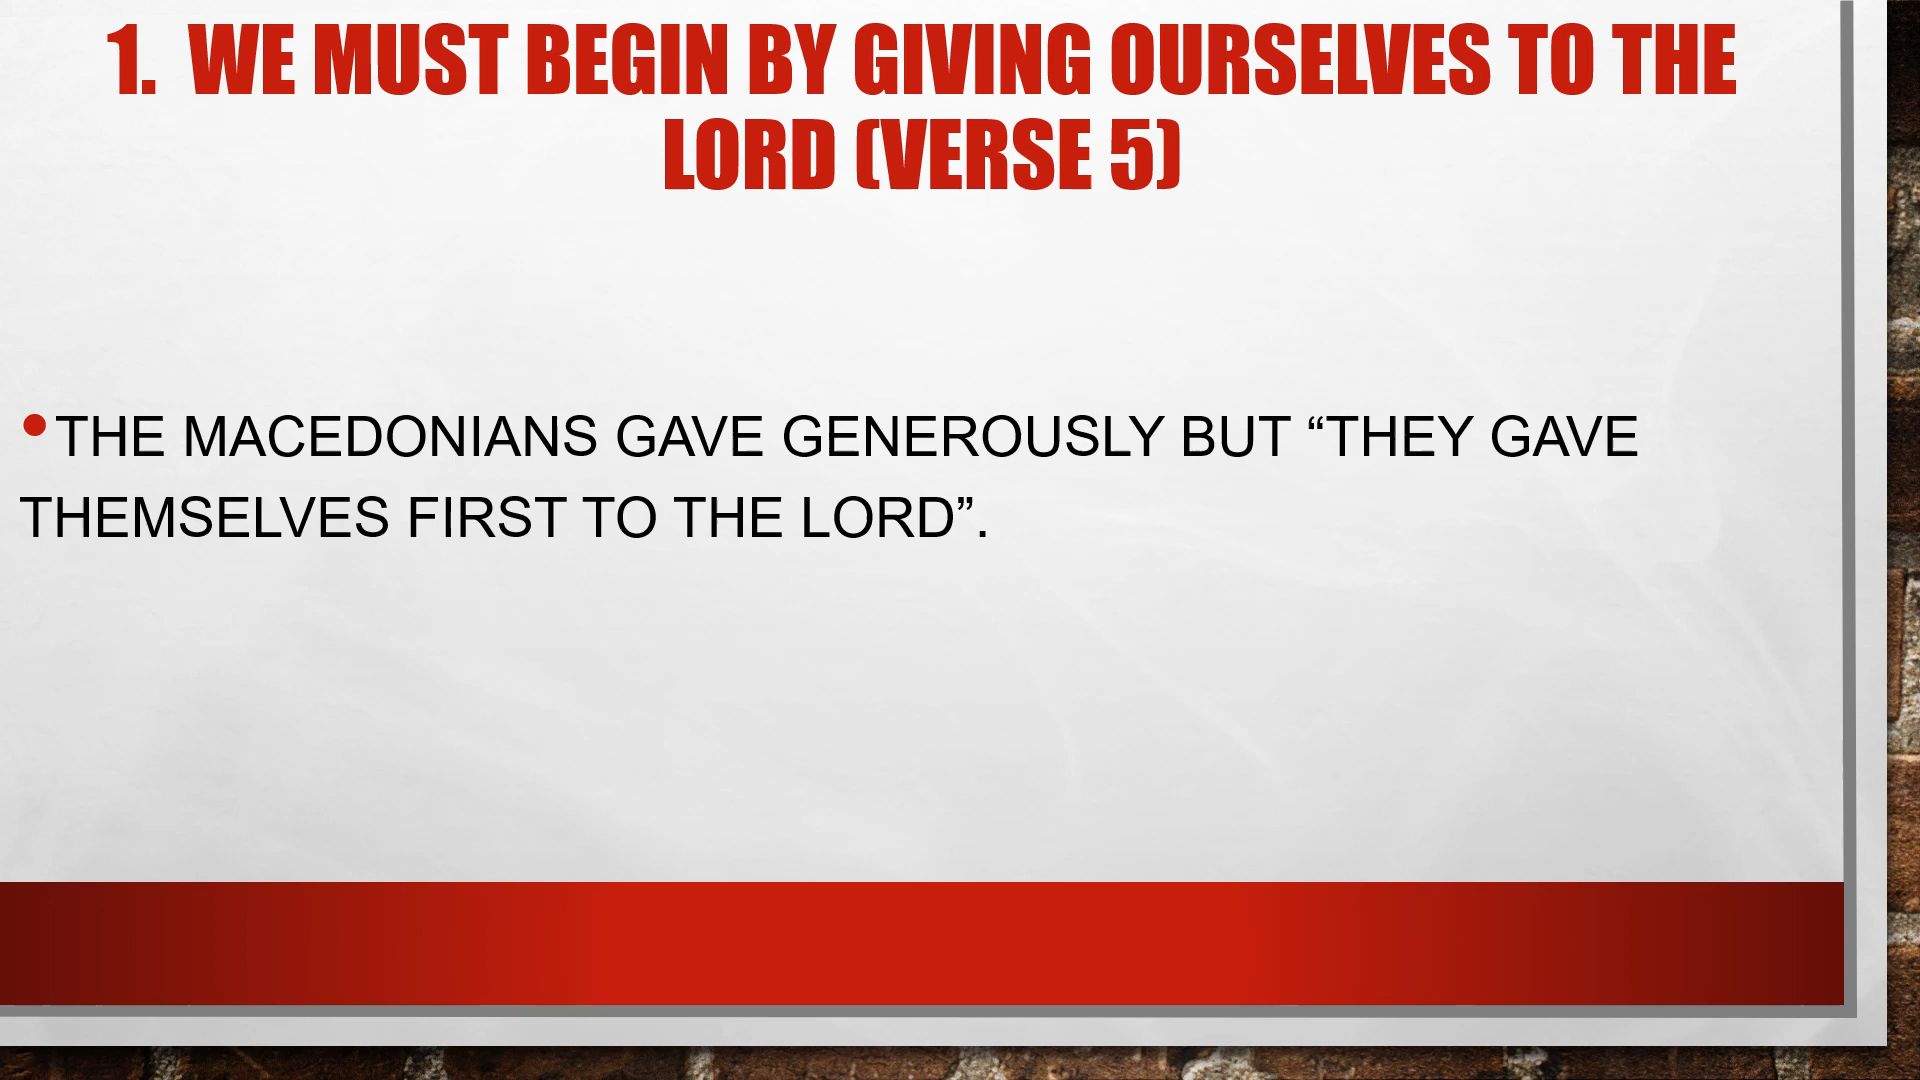 1. WE MUST BEGIN BY GIVING OURSELVES TO THE
LORD (VERSE 5)
•THE MACEDONIANS GAVE GENEROUSLY BUT “THEY GAVE
THEMSELVES FIRST TO THE LORD”.